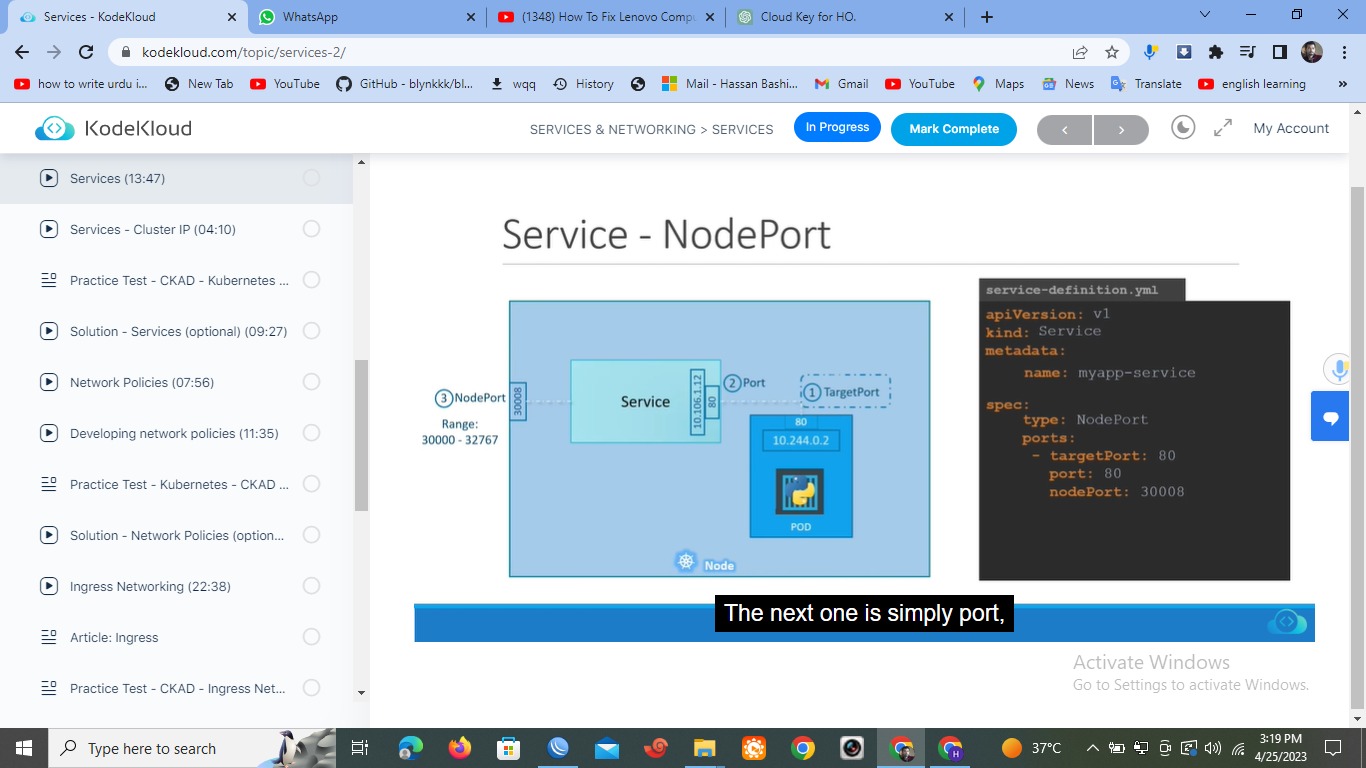 Services - KodeKloud
WhatsApp
(1348) How To Fix Lenovo Compu
Cloud Key for HO.
kodekloud.com/topic/services-2/
how to write urdu i...
New Tab
YouTube
GitHub - blynkkk/bl...
wqq
History
Mail - Hassan Bashi...
Gmail
YouTube
Maps
News
Translate
english learning
KodeKloud
SERVICES & NETWORKING > SERVICES
In Progress
Mark Complete
My Account
Services (13:47)
Services - Cluster IP (04:10)
Practice Test - CKAD - Kubernetes ...
Solution - Services (optional) (09:27)
Network Policies (07:56)
Developing network policies (11:35)
Practice Test - Kubernetes - CKAD ...
Solution - Network Policies (option...
Ingress Networking (22:38)
Article: Ingress
Practice Test - CKAD - Ingress Net...
Service - NodePort
3 NodePort
Range:
30000 - 32767
30008
Service
10.106.1.12
80
2 Port
1 TargetPort
80
10.244.0.2
POD
Node
service-definition.yml
apiVersion: v1
kind: Service
metadata:
name: myapp-service
spec:
type: NodePort
ports:
- targetPort: 80
port: 80
nodePort: 30008
The next one is simply port,
Activate Windows
Go to Settings to activate Windows.
Type here to search
H
37°C
3:19 PM
4/25/2023